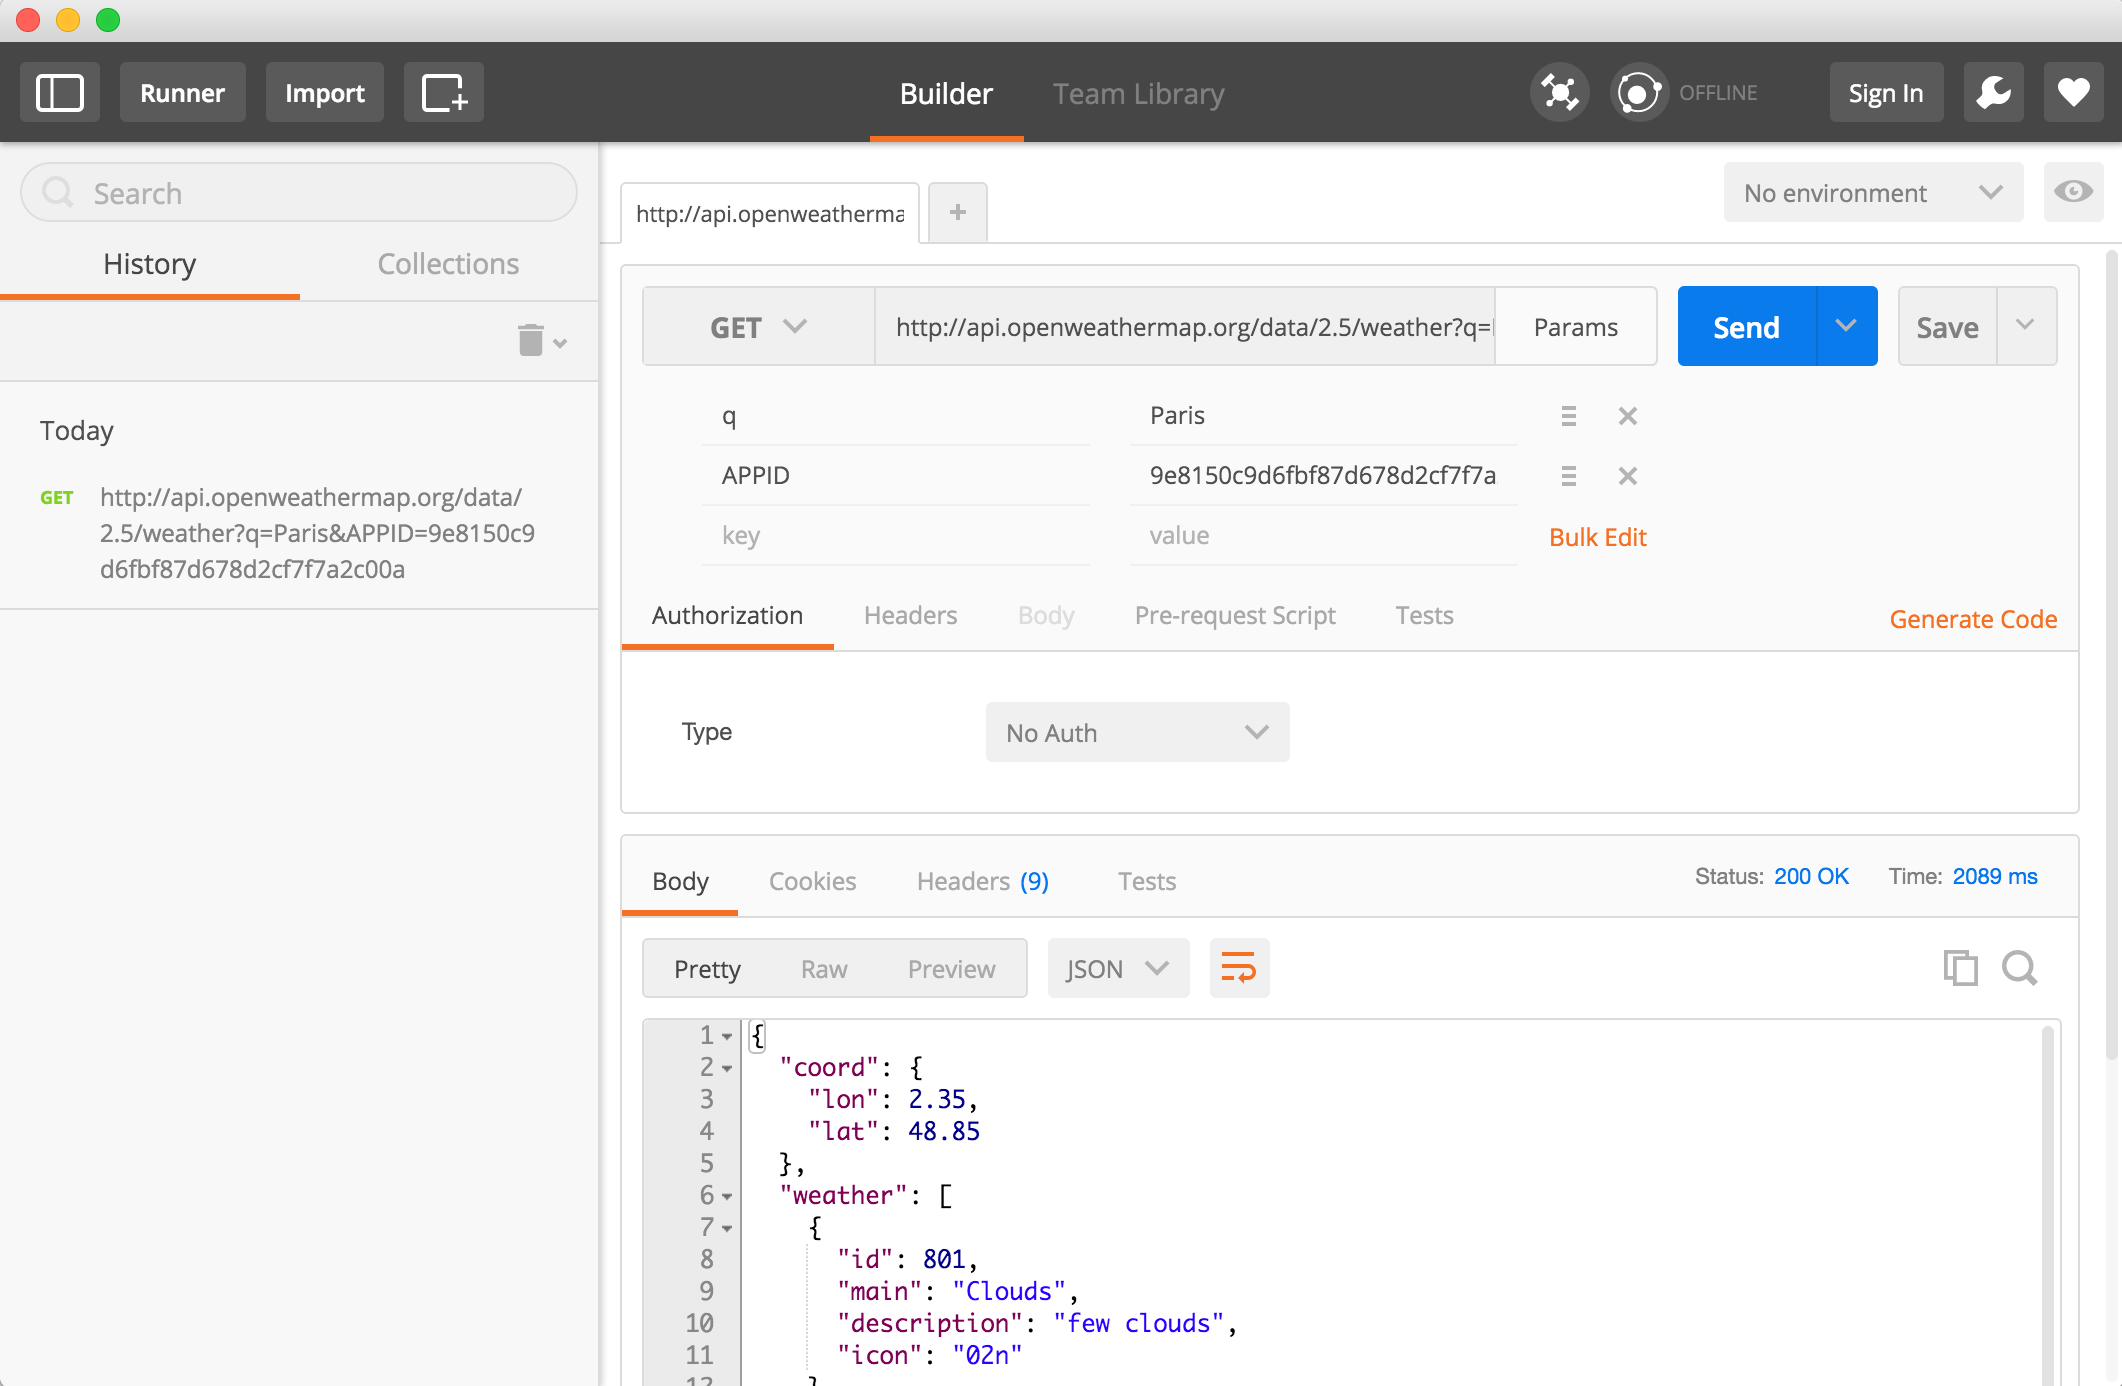 Runner Import Builder Team Library OFFLINE Sign In
Search
History Collections
Today
GET http://api.openweathermap.org/data/
2.5/weather?q=Paris&APPID=9e8150c9
d6fbf87d678d2cf7f7a2c00a
http://api.openweatherma + No environment
GET http://api.openweathermap.org/data/2.5/weather?q= Params Send Save
q Paris
APPID 9e8150c9d6fbf87d678d2cf7f7a
key value Bulk Edit
Authorization Headers Body Pre-request Script Tests Generate Code
Type No Auth
Body Cookies Headers (9) Tests Status: 200 OK Time: 2089 ms
Pretty Raw Preview JSON
1 {
2 "coord": {
3 "lon": 2.35,
4 "lat": 48.85
5 },
6 "weather": [
7 {
8 "id": 801,
9 "main": "Clouds",
10 "description": "few clouds",
11 "icon": "02n"
12 }